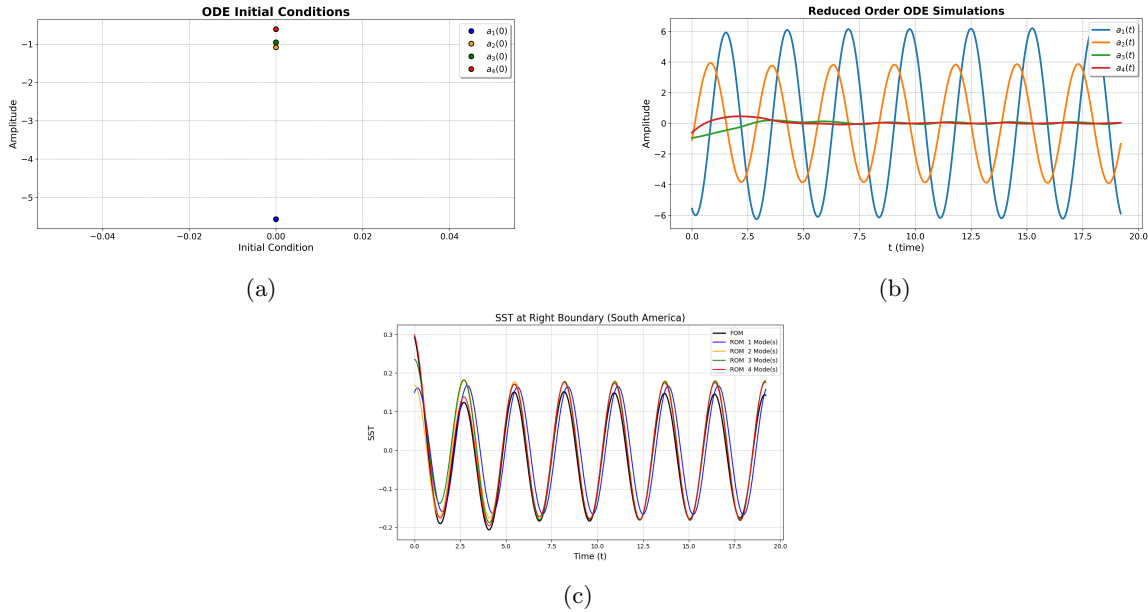 ODE Initial Conditions
Amplitude
−1
−2
−3
−4
−5
−0.04
−0.02
0.00
0.02
0.04
Initial Condition
a₁(0)
a₂(0)
a₃(0)
a₄(0)
(a)
Reduced Order ODE Simulations
Amplitude
6
4
2
0
−2
−4
−6
0.0
2.5
5.0
7.5
10.0
12.5
15.0
17.5
20.0
t (time)
a₁(t)
a₂(t)
a₃(t)
a₄(t)
(b)
SST at Right Boundary (South America)
SST
0.3
0.2
0.1
0.0
−0.1
−0.2
0.0
2.5
5.0
7.5
10.0
12.5
15.0
17.5
20.0
Time (t)
FOM
ROM 1 Mode(s)
ROM 2 Mode(s)
ROM 3 Mode(s)
ROM 4 Mode(s)
(c)